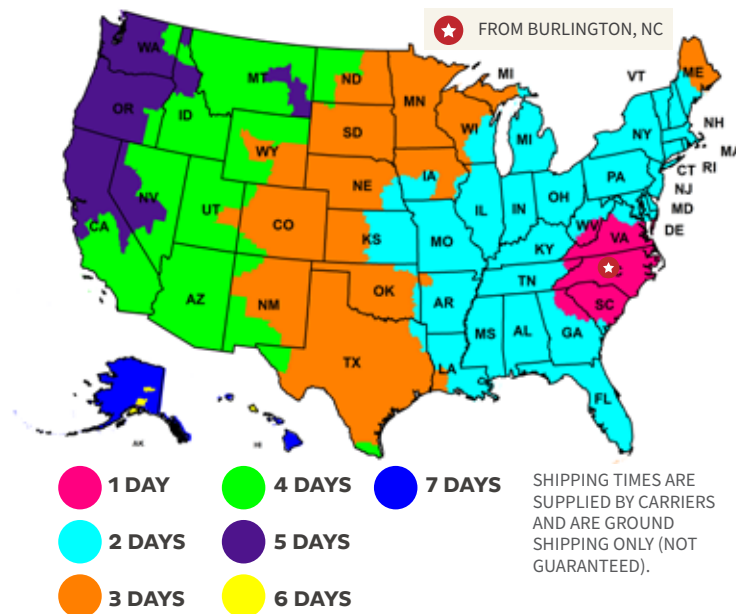 FROM BURLINGTON, NC
WA
MT
ND
MN
MI
VT
ME
OR
ID
SD
WI
MI
NY
NH
MA
WY
IA
CT
RI
NV
NE
IL
IN
OH
PA
NJ
MD
DE
UT
CO
KS
MO
KY
WV
VA
CA
AZ
NM
OK
AR
TN
SC
TX
MS
AL
GA
LA
FL
AK
HI
1 DAY
4 DAYS
7 DAYS
2 DAYS
5 DAYS
3 DAYS
6 DAYS
SHIPPING TIMES ARE
SUPPLIED BY CARRIERS
AND ARE GROUND
SHIPPING ONLY (NOT
GUARANTEED).